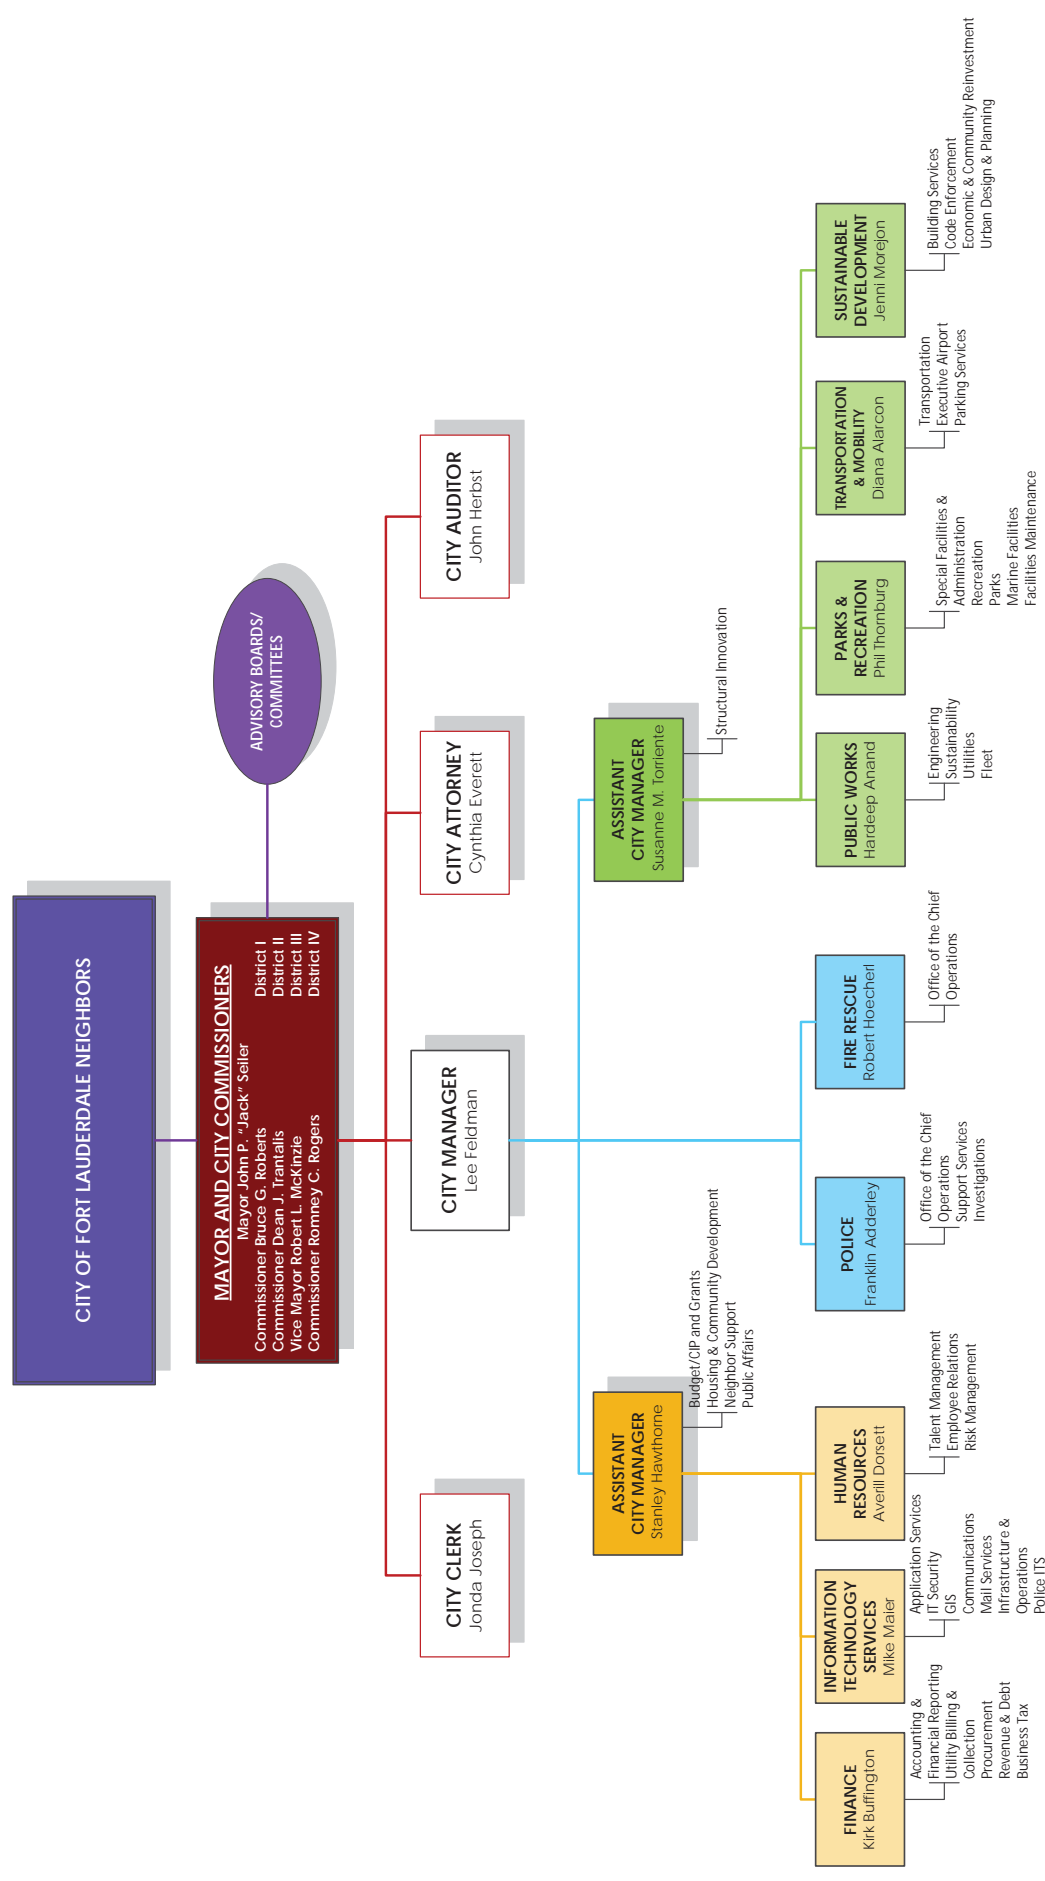 CITY OF FORT LAUDERDALE NEIGHBORS
MAYOR AND CITY COMMISSIONERS
Mayor John P. "Jack" Seiler
Commissioner Bruce G. Roberts District I
Commissioner Dean J. Trantalis District II
Vice Mayor Robert L. McKinzie District III
Commissioner Romney C. Rogers District IV
ADVISORY BOARDS/
COMMITTEES
CITY CLERK
Jonda Joseph
CITY MANAGER
Lee Feldman
CITY ATTORNEY
Cynthia Everett
CITY AUDITOR
John Herbst
ASSISTANT
CITY MANAGER
Stanley Hawthorne
Budget/CIP and Grants
Housing & Community Development
Neighbor Support
Public Affairs
ASSISTANT
CITY MANAGER
Susanne M. Torriente
Structural Innovation
FINANCE
Kirk Buffington
Accounting &
Financial Reporting
Utility Billing &
Collection
Procurement
Revenue & Debt
Business Tax
INFORMATION
TECHNOLOGY
SERVICES
Mike Maier
Application Services
IT Security
GIS
Communications
Mail Services
Infrastructure &
Operations
Police ITS
HUMAN
RESOURCES
Averill Dorsett
Talent Management
Employee Relations
Risk Management
POLICE
Franklin Adderley
Office of the Chief
Operations
Support Services
Investigations
FIRE RESCUE
Robert Hoecherl
Office of the Chief
Operations
PUBLIC WORKS
Hardeep Anand
Engineering
Sustainability
Utilities
Fleet
PARKS &
RECREATION
Phil Thornburg
Special Facilities &
Administration
Recreation
Parks
Marine Facilities
Facilities Maintenance
TRANSPORTATION
& MOBILITY
Diana Alarcon
Transportation
Executive Airport
Parking Services
SUSTAINABLE
DEVELOPMENT
Jenni Morejon
Building Services
Code Enforcement
Economic & Community Reinvestment
Urban Design & Planning